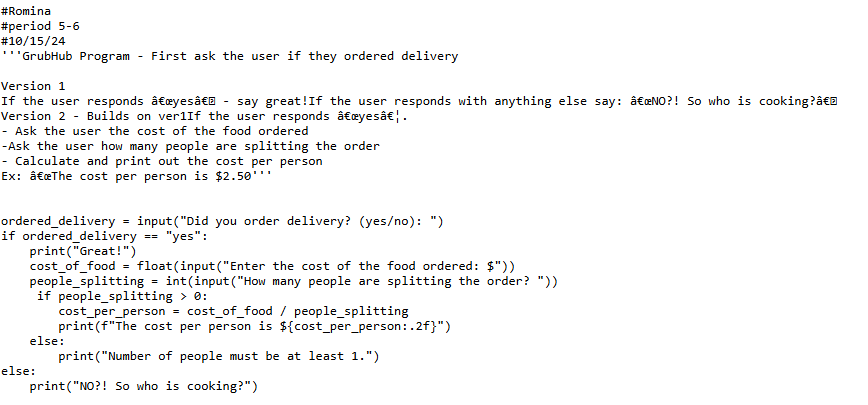 #Romina
#period 5-6
#10/15/24
'''GrubHub Program - First ask the user if they ordered delivery

Version 1
If the user responds â€œyesâ€ - say great!If the user responds with anything else say: â€œNO?! So who is cooking?â€
Version 2 - Builds on ver1If the user responds â€œyesâ€¦.
- Ask the user the cost of the food ordered
-Ask the user how many people are splitting the order
- Calculate and print out the cost per person
Ex: â€œThe cost per person is $2.50'''


ordered_delivery = input("Did you order delivery? (yes/no): ")
if ordered_delivery == "yes":
    print("Great!")
    cost_of_food = float(input("Enter the cost of the food ordered: $"))
    people_splitting = int(input("How many people are splitting the order? "))
     if people_splitting > 0:
        cost_per_person = cost_of_food / people_splitting
        print(f"The cost per person is ${cost_per_person:.2f}")
    else:
        print("Number of people must be at least 1.")
else:
    print("NO?! So who is cooking?")